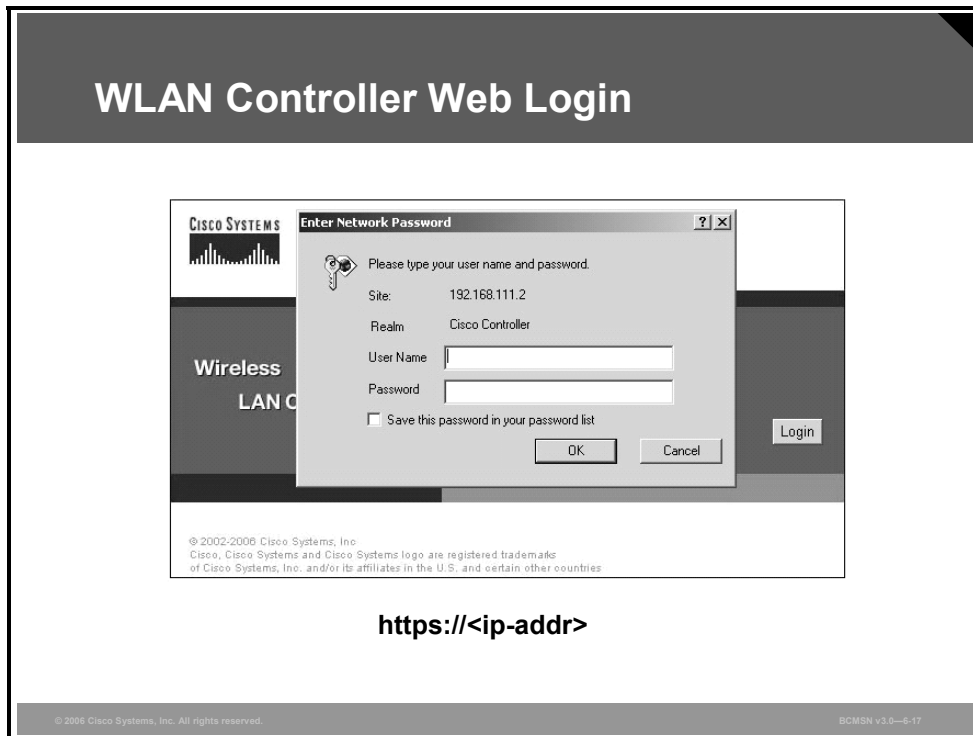 WLAN Controller Web Login
CISCO SYSTEMS
Enter Network Password
Please type your user name and password.
Site: 192.168.111.2
Realm Cisco Controller
User Name
Password
Save this password in your password list
OK Cancel
Wireless
LAN C
Login
© 2002-2006 Cisco Systems, Inc
Cisco, Cisco Systems and Cisco Systems logo are registered trademarks
of Cisco Systems, Inc. and/or its affiliates in the U.S. and certain other countries
https://<ip-addr>
© 2006 Cisco Systems, Inc. All rights reserved.
BCMSN v3.0—6-17